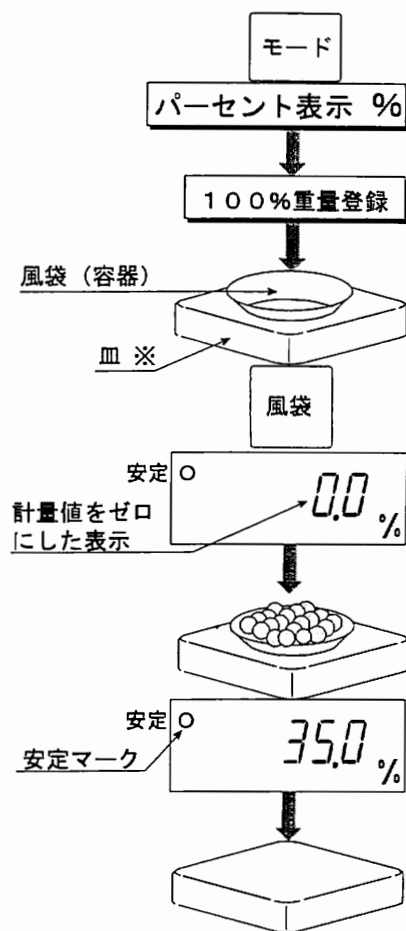 モード
パーセント表示 %
100%重量登録
風袋（容器）
皿 ※
風袋
安定
0.0 %
計量値をゼロ
にした表示
安定
35.0 %
安定マーク